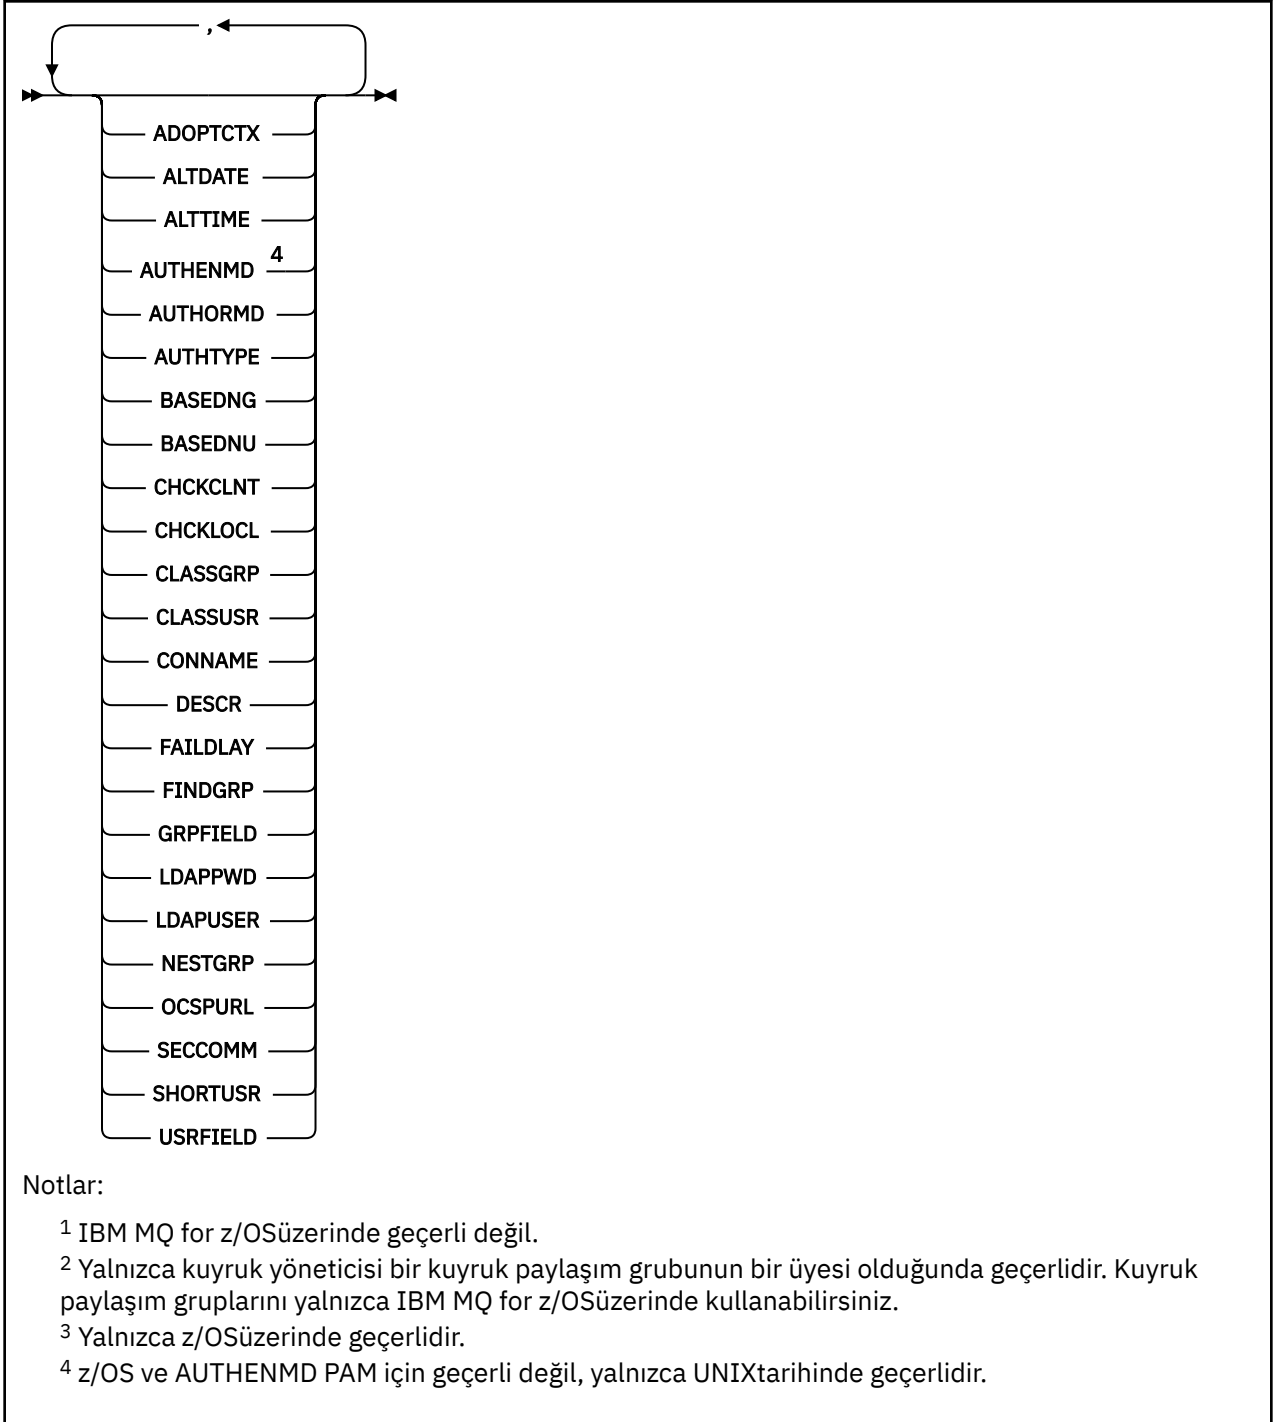 ,
ADOPTCTX
ALTDATE
ALTTIME
AUTHENMD 4
AUTHORMD
AUTHTYPE
BASEDNG
BASEDNU
CHCKCLNT
CHCKLOCL
CLASSGRP
CLASSUSR
CONNAME
DESCR
FAILDLAY
FINDGRP
GRPFIELD
LDAPPWD
LDAPUSER
NESTGRP
OCSPURL
SECCOMM
SHORTUSR
USRFIELD
Notlar:
1 IBM MQ for z/OSüzerinde geçerli değil.
2 Yalnızca kuyruk yöneticisi bir kuyruk paylaşım grubunun bir üyesi olduğunda geçerlidir. Kuyruk
paylaşım gruplarını yalnızca IBM MQ for z/OSüzerinde kullanabilirsiniz.
3 Yalnızca z/OSüzerinde geçerlidir.
4 z/OS ve AUTHENMD PAM için geçerli değil, yalnızca UNIXtarihinde geçerlidir.